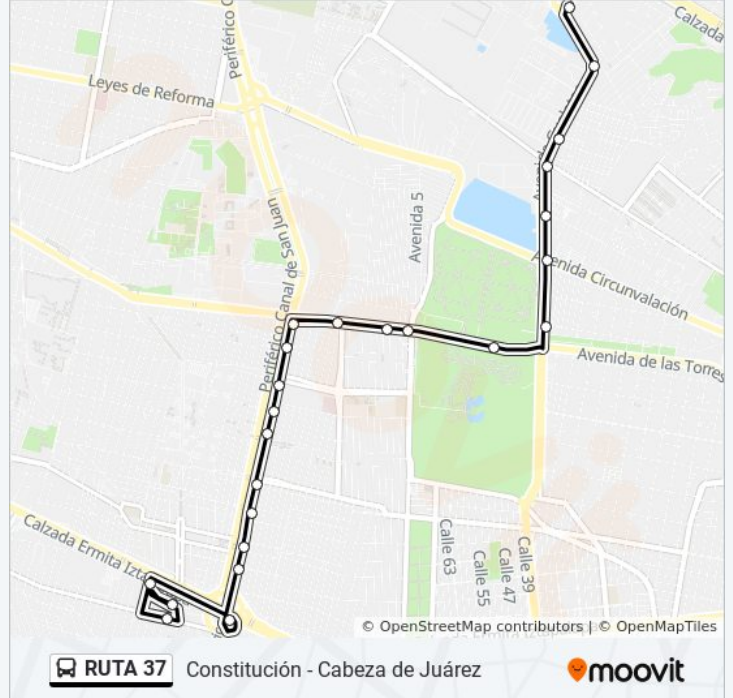 Periférico C
Calzada
Leyes de Reforma
Avenida 5
Periférico Canal de San Juan
Avenida Circunvalación
Avenida de las Torres
Calzada Ermita Izta
Calle 63
Calle 55
Calle 47
Calle 39
© OpenStreetMap contributors | © OpenMapTiles
RUTA 37
Constitución - Cabeza de Juárez
moovit